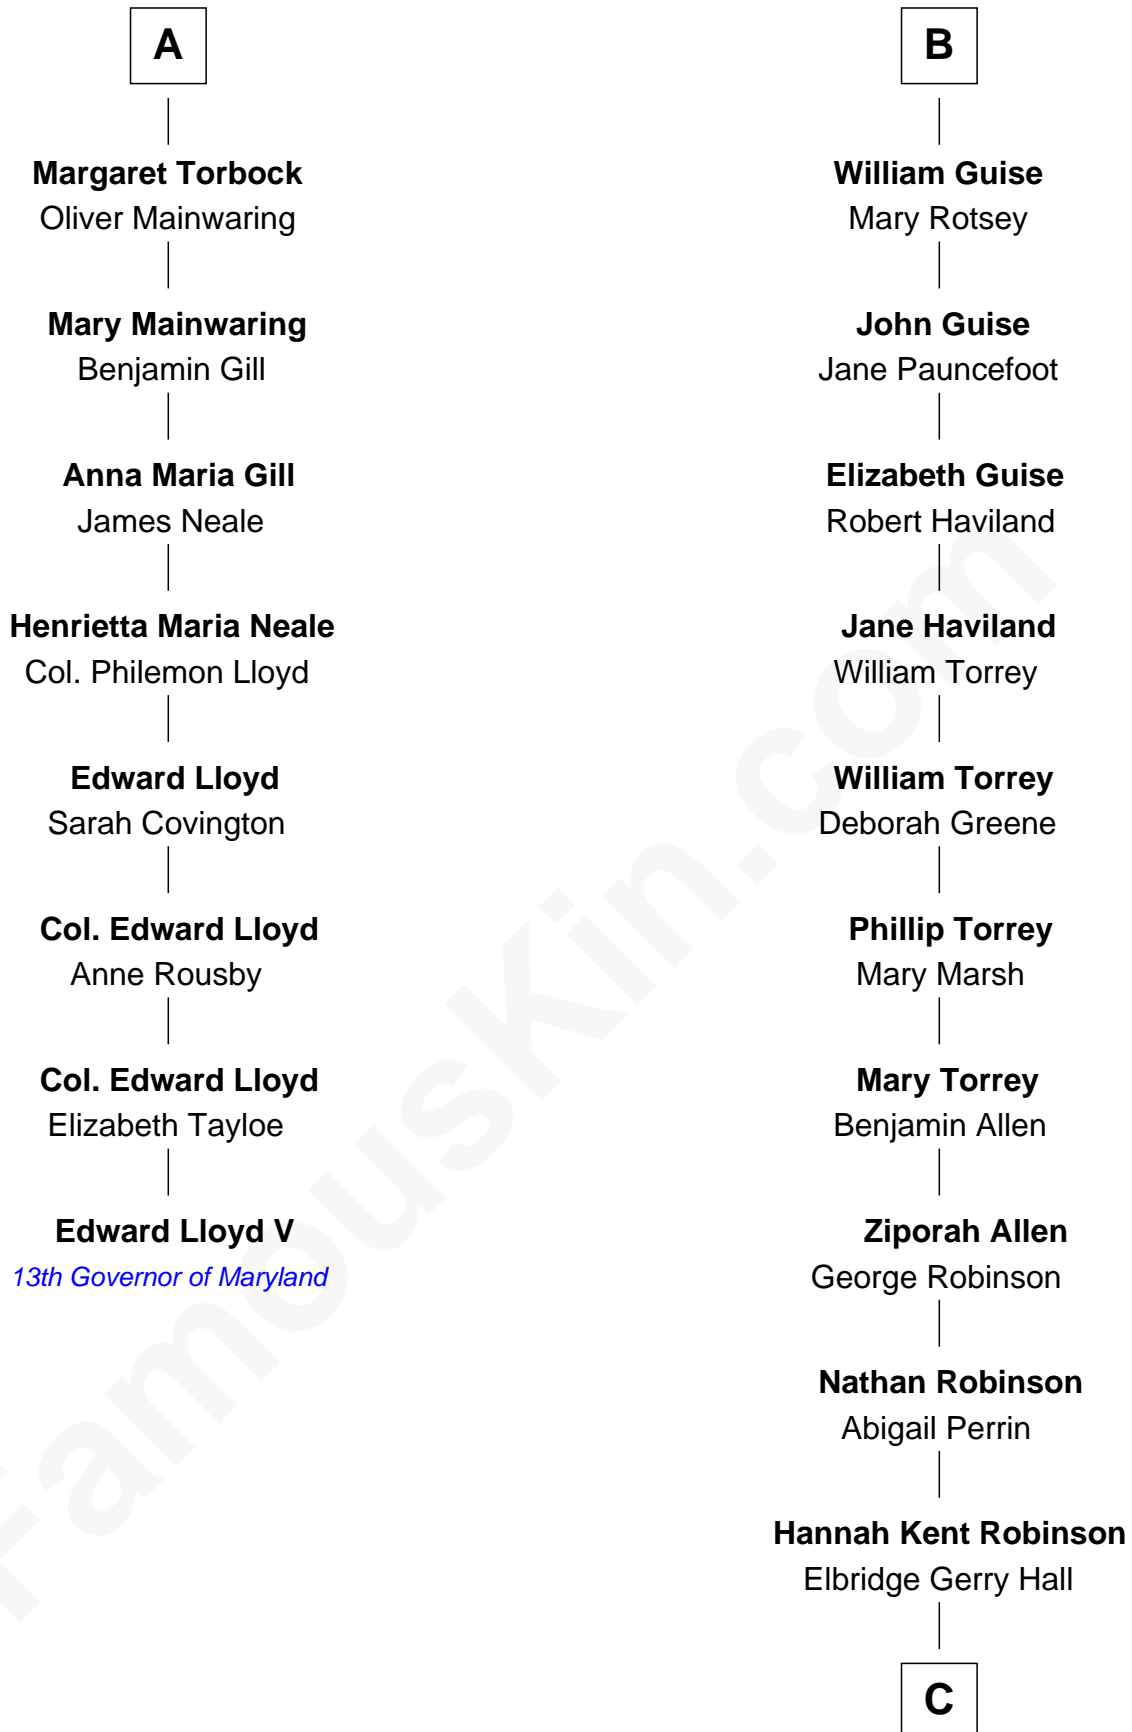 A
Margaret Torbock
Oliver Mainwaring
Mary Mainwaring
Benjamin Gill
Anna Maria Gill
James Neale
Henrietta Maria Neale
Col. Philemon Lloyd
Edward Lloyd
Sarah Covington
Col. Edward Lloyd
Anne Rousby
Col. Edward Lloyd
Elizabeth Tayloe
Edward Lloyd V
13th Governor of Maryland
B
William Guise
Mary Rotsey
John Guise
Jane Pauncefoot
Elizabeth Guise
Robert Haviland
Jane Haviland
William Torrey
William Torrey
Deborah Greene
Phillip Torrey
Mary Marsh
Mary Torrey
Benjamin Allen
Ziporah Allen
George Robinson
Nathan Robinson
Abigail Perrin
Hannah Kent Robinson
Elbridge Gerry Hall
C
FamousKin.com